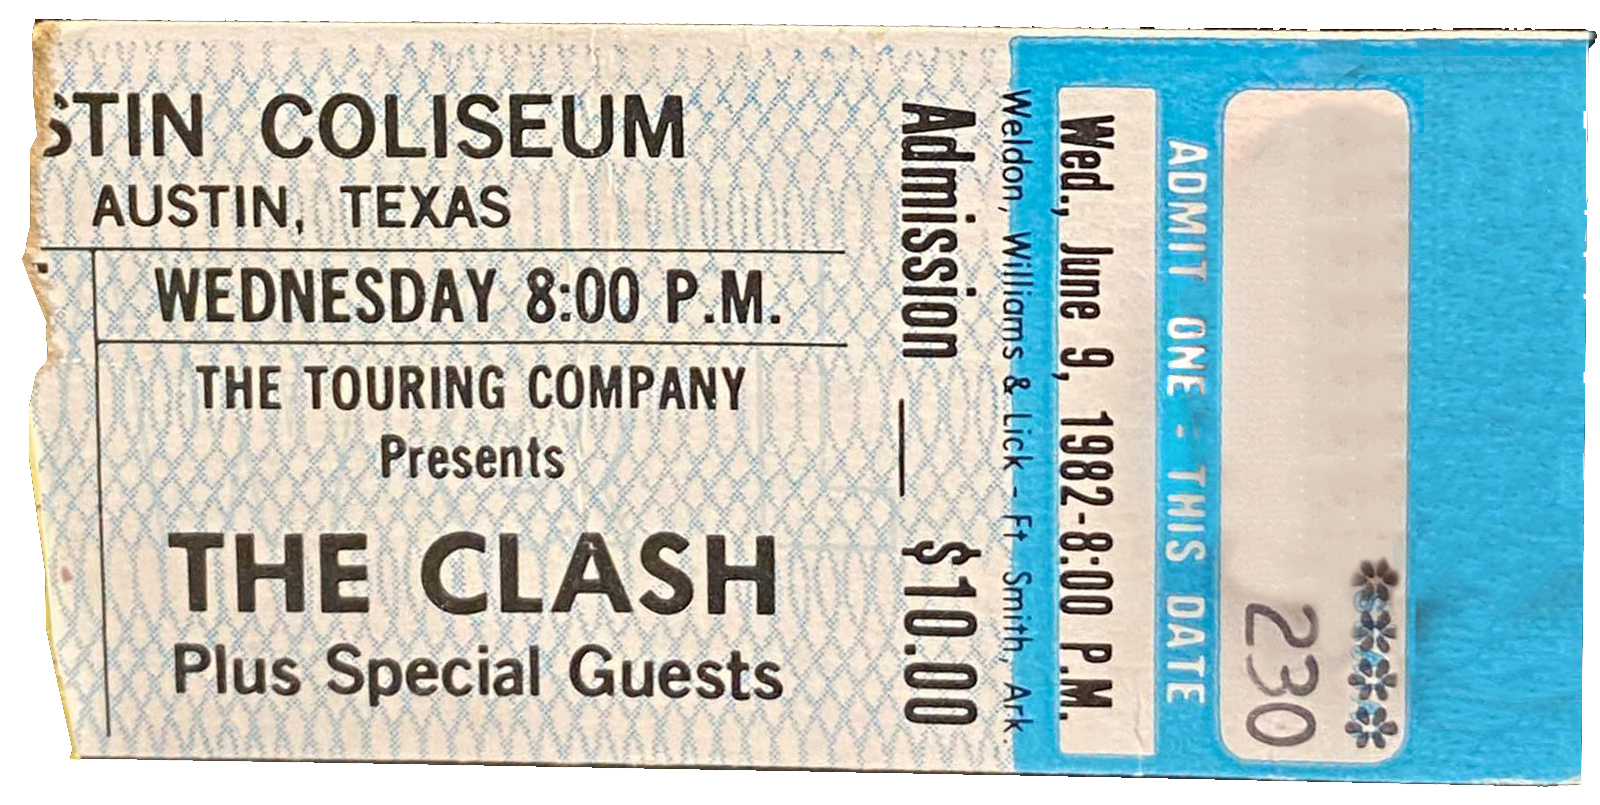 STIN COLISEUM
AUSTIN, TEXAS
WEDNESDAY 8:00 P.M.
THE TOURING COMPANY
Presents
THE CLASH
Plus Special Guests
Admission — $10.00
Weldon, Williams & Lick - Ft. Smith, Ark.
Wed., June 9, 1982-8:00 P.M.
ADMIT ONE - THIS DATE
230